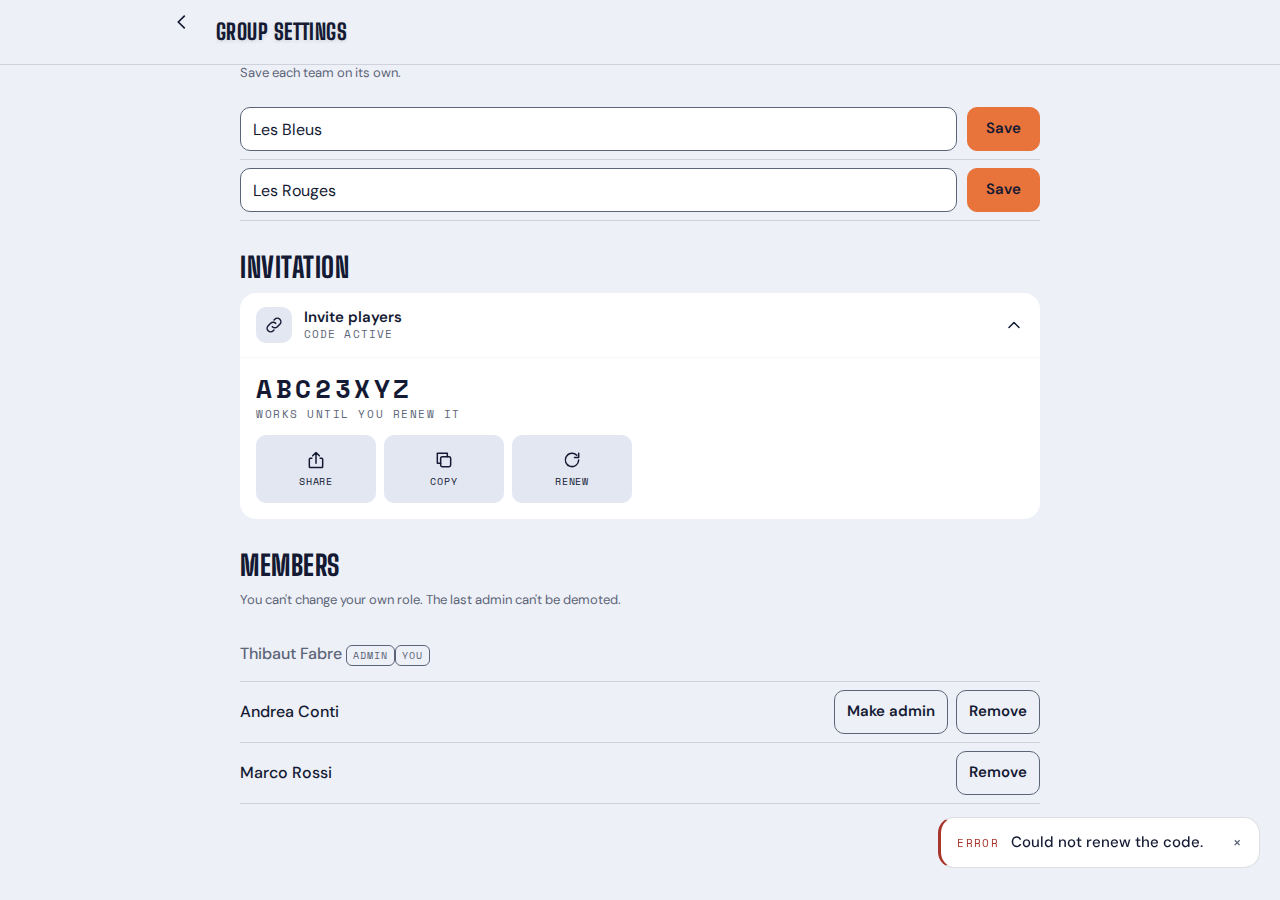 GROUP SETTINGS
Save each team on its own.
Les Bleus
Save
Les Rouges
Save
INVITATION
Invite players
CODE ACTIVE
ABC23XYZ
WORKS UNTIL YOU RENEW IT
SHARE
COPY
RENEW
MEMBERS
You can't change your own role. The last admin can't be demoted.
Thibaut Fabre ADMIN YOU
Andrea Conti
Make admin
Remove
Marco Rossi
Remove
ERROR Could not renew the code. ×